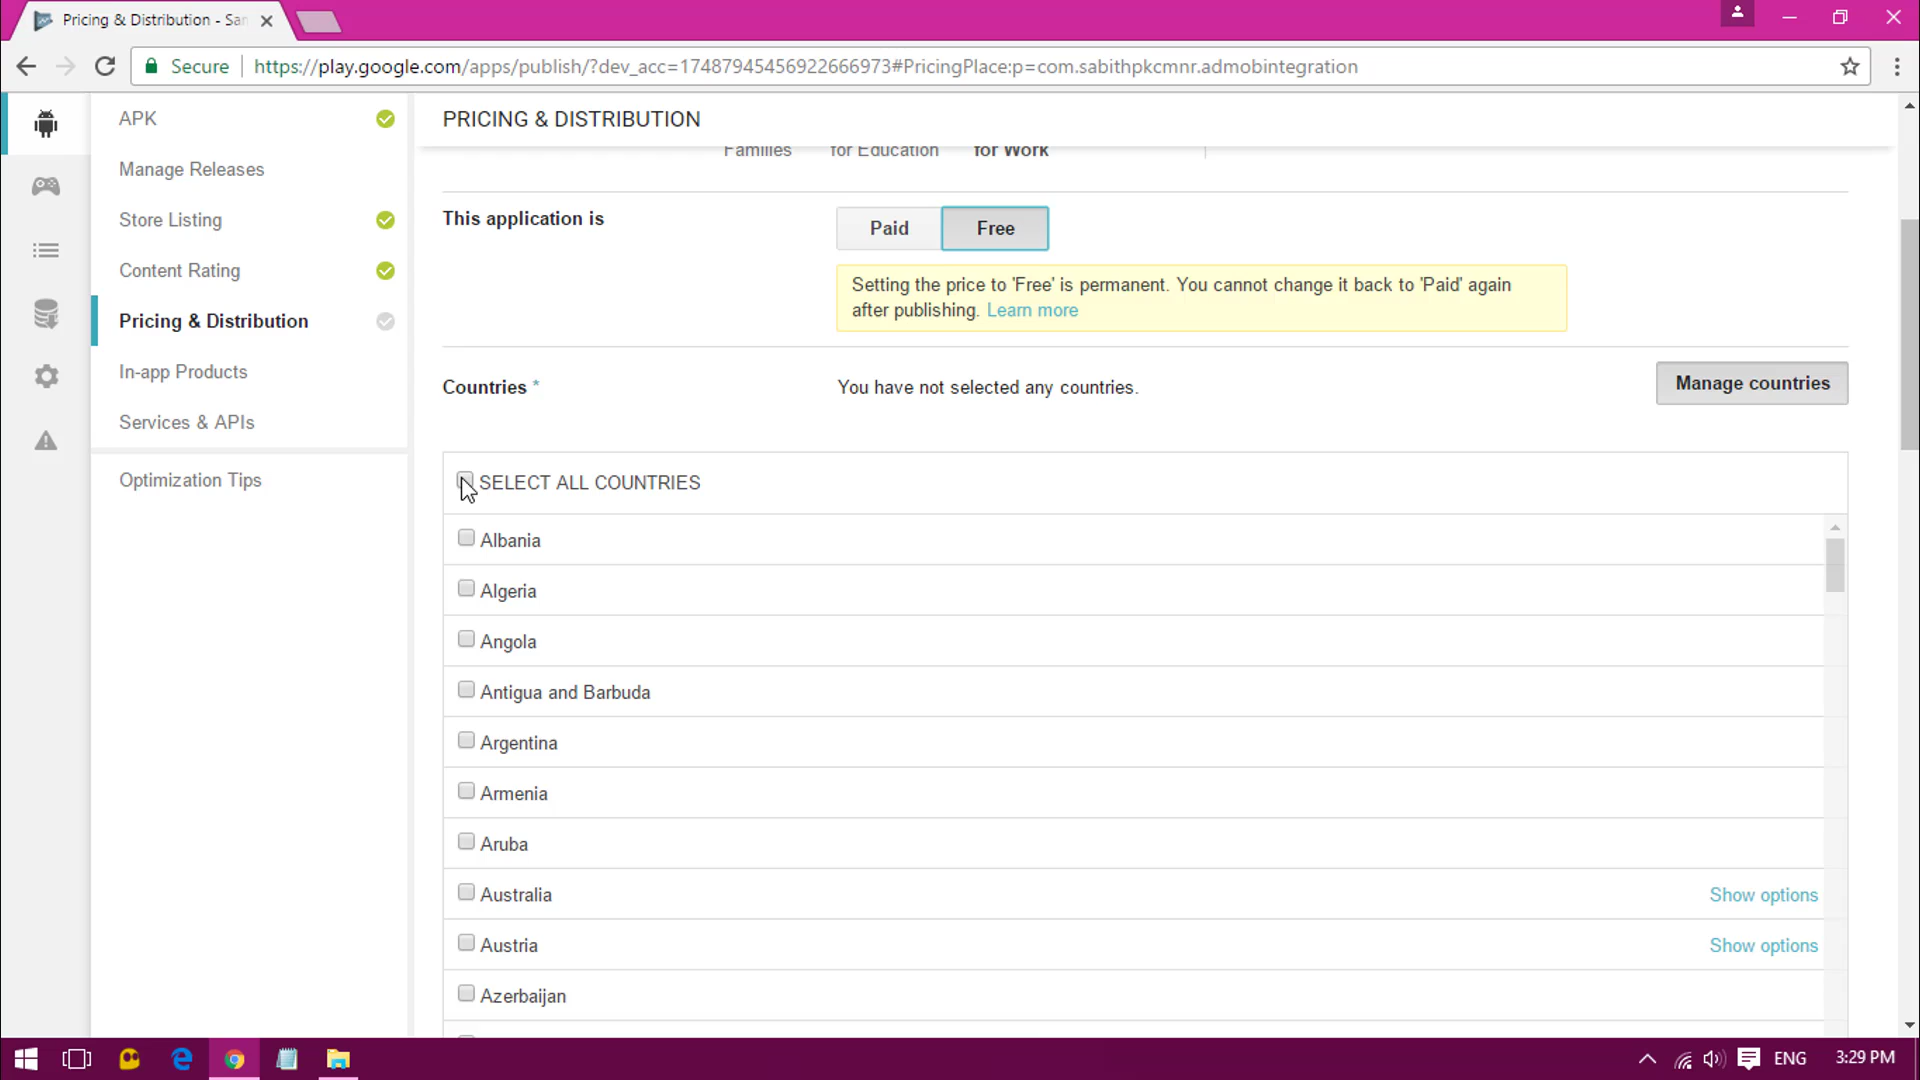 Pricing & Distribution - San
Secure
https://play.google.com/apps/publish/?dev_acc=17487945456922666973#PricingPlace:p=com.sabithpkcmnr.admobintegration
APK
Manage Releases
Store Listing
Content Rating
Pricing & Distribution
In-app Products
Services & APIs
Optimization Tips
PRICING & DISTRIBUTION
Families for Education for Work
This application is
Paid
Free
Setting the price to 'Free' is permanent. You cannot change it back to 'Paid' again
after publishing. Learn more
Countries *
You have not selected any countries.
Manage countries
SELECT ALL COUNTRIES
Albania
Algeria
Angola
Antigua and Barbuda
Argentina
Armenia
Aruba
Australia Show options
Austria Show options
Azerbaijan
ENG
3:29 PM